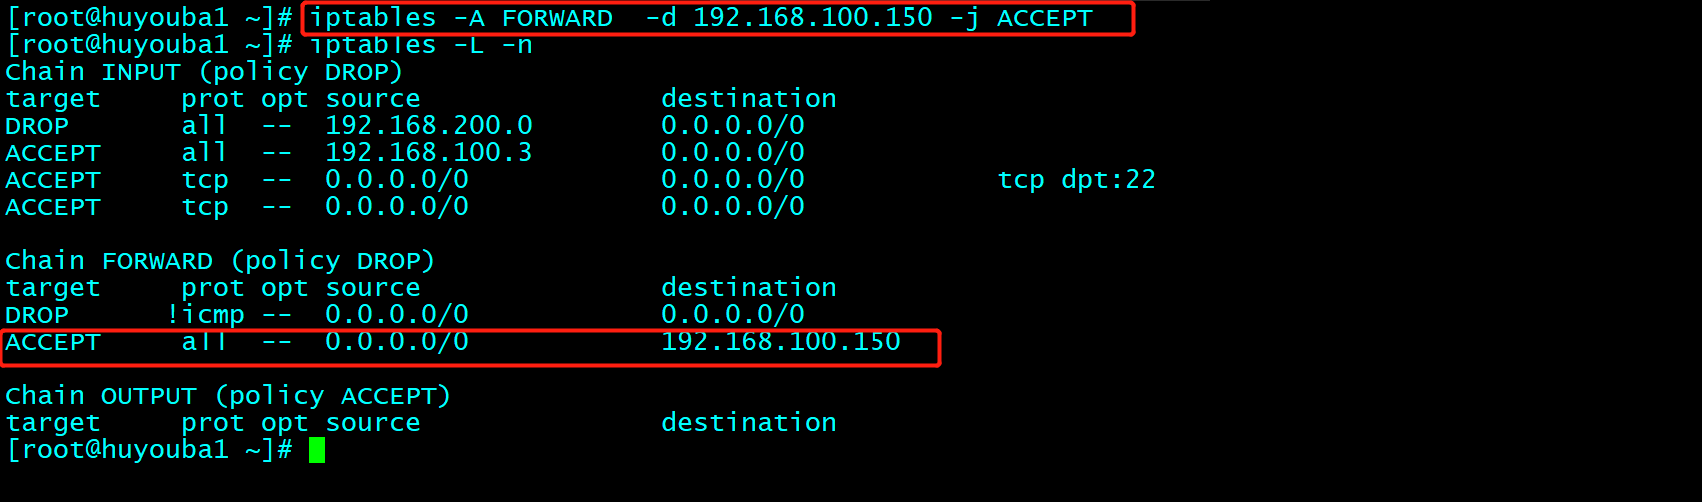 [root@huyouba1 ~]# iptables -A FORWARD  -d 192.168.100.150 -j ACCEPT
[root@huyouba1 ~]# iptables -L -n
Chain INPUT (policy DROP)
target     prot opt source               destination
DROP       all  --  192.168.200.0        0.0.0.0/0
ACCEPT     all  --  192.168.100.3        0.0.0.0/0
ACCEPT     tcp  --  0.0.0.0/0            0.0.0.0/0            tcp dpt:22
ACCEPT     tcp  --  0.0.0.0/0            0.0.0.0/0
Chain FORWARD (policy DROP)
target     prot opt source               destination
DROP      !icmp --  0.0.0.0/0            0.0.0.0/0
ACCEPT     all  --  0.0.0.0/0            192.168.100.150
Chain OUTPUT (policy ACCEPT)
target     prot opt source               destination
[root@huyouba1 ~]#